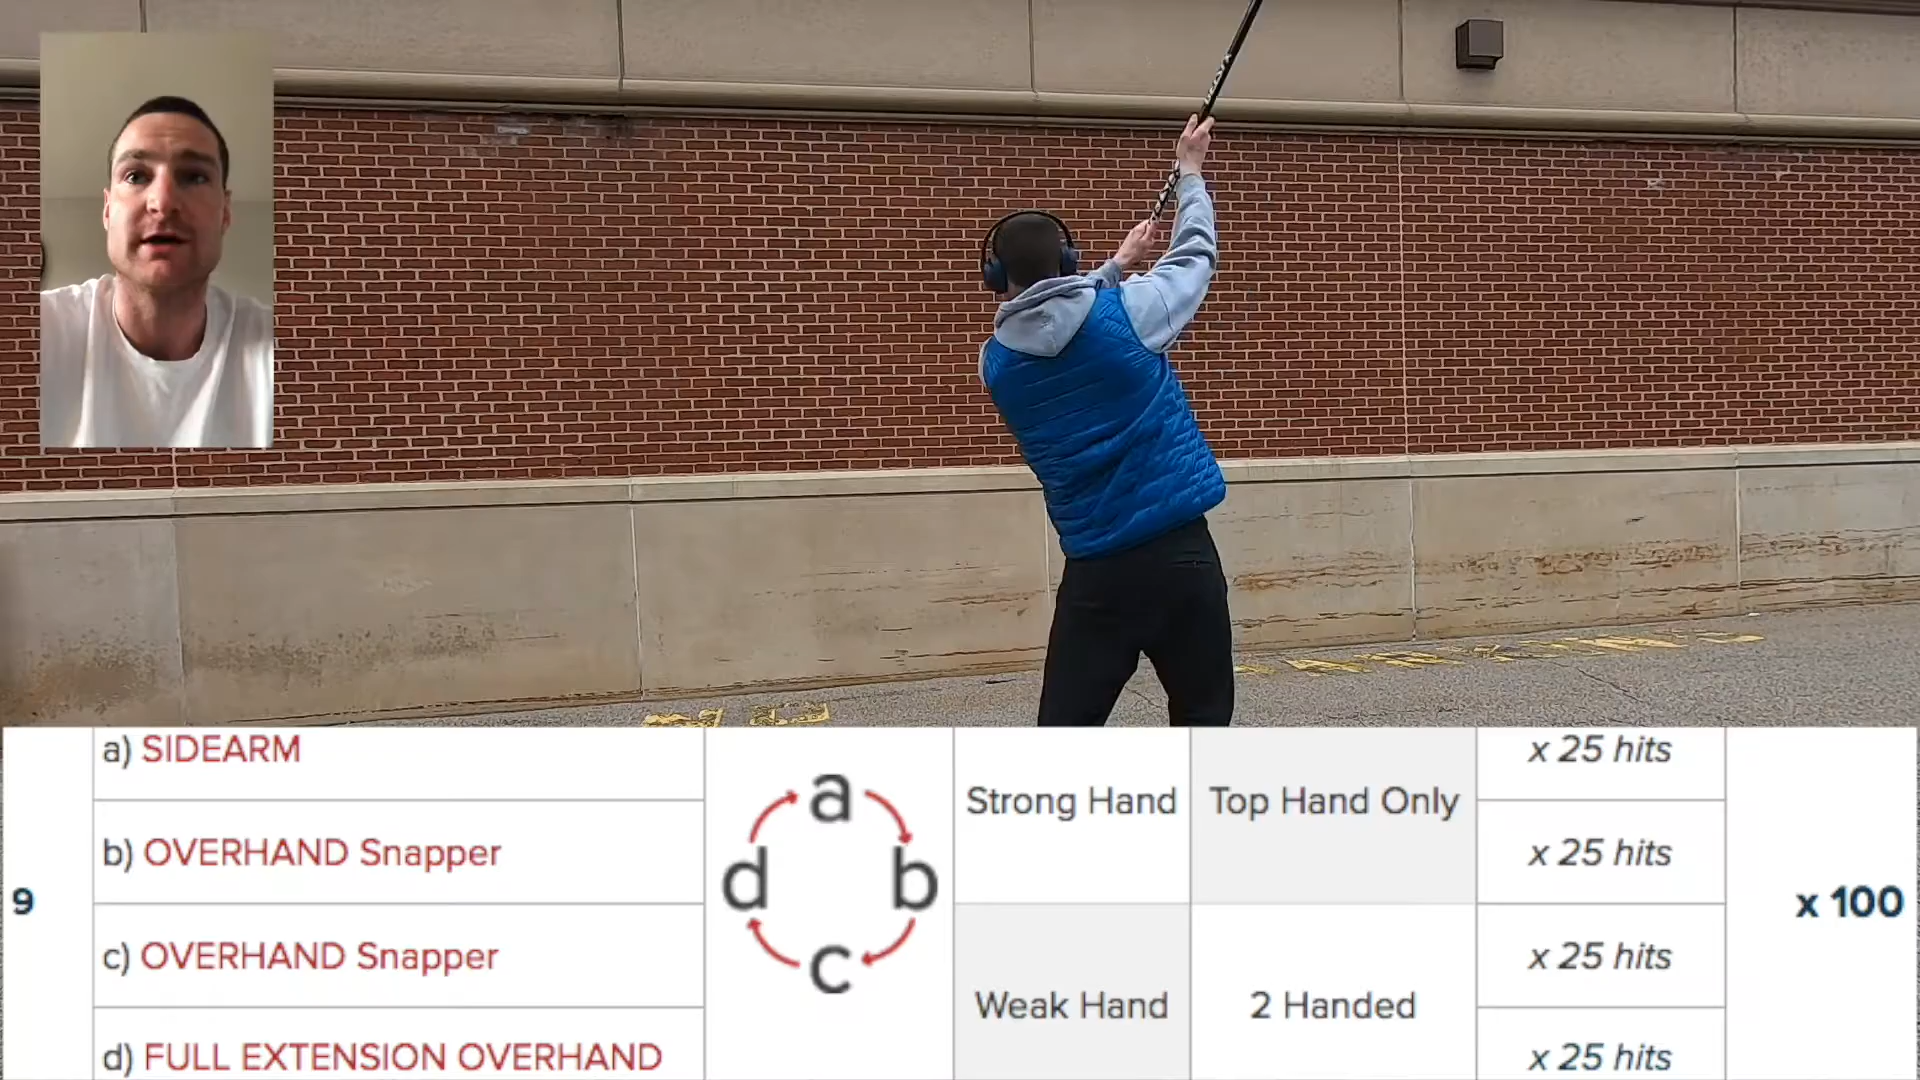 a) SIDEARM
x 25 hits
Strong Hand
Top Hand Only
b) OVERHAND Snapper
x 25 hits
9
a
b
c
d
x 100
c) OVERHAND Snapper
x 25 hits
Weak Hand
2 Handed
d) FULL EXTENSION OVERHAND
x 25 hits